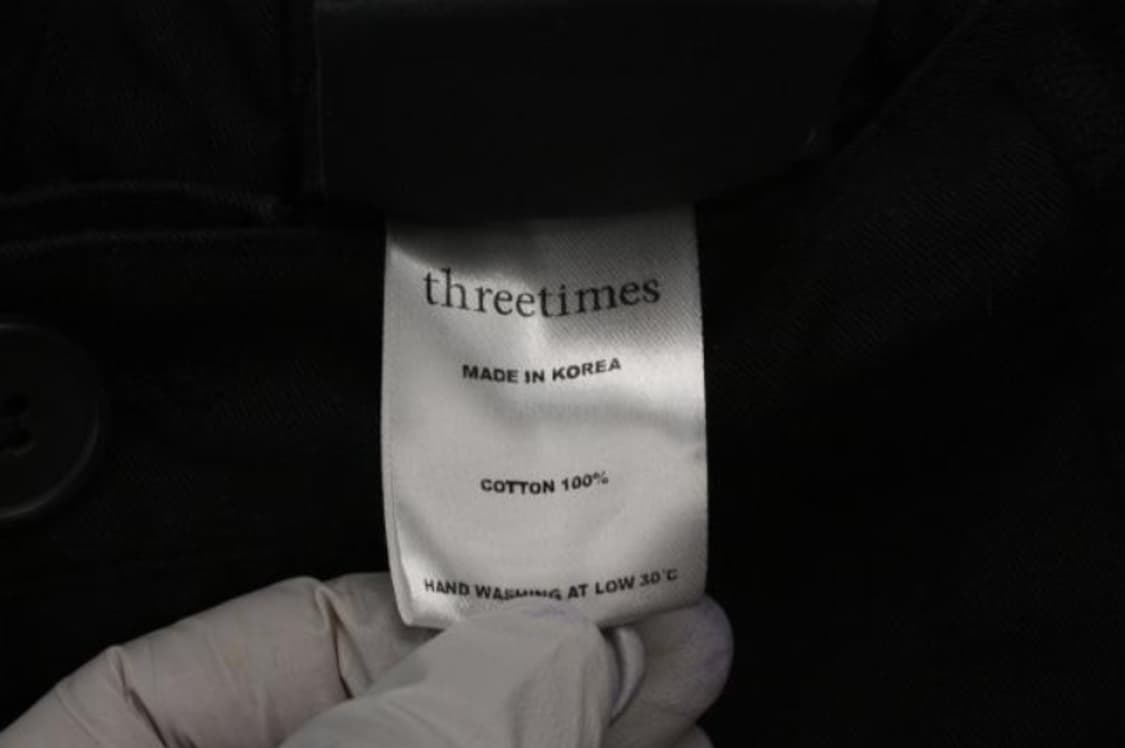 threetimes
MADE IN KOREA
COTTON 100%
HAND WASHING AT LOW 30°C